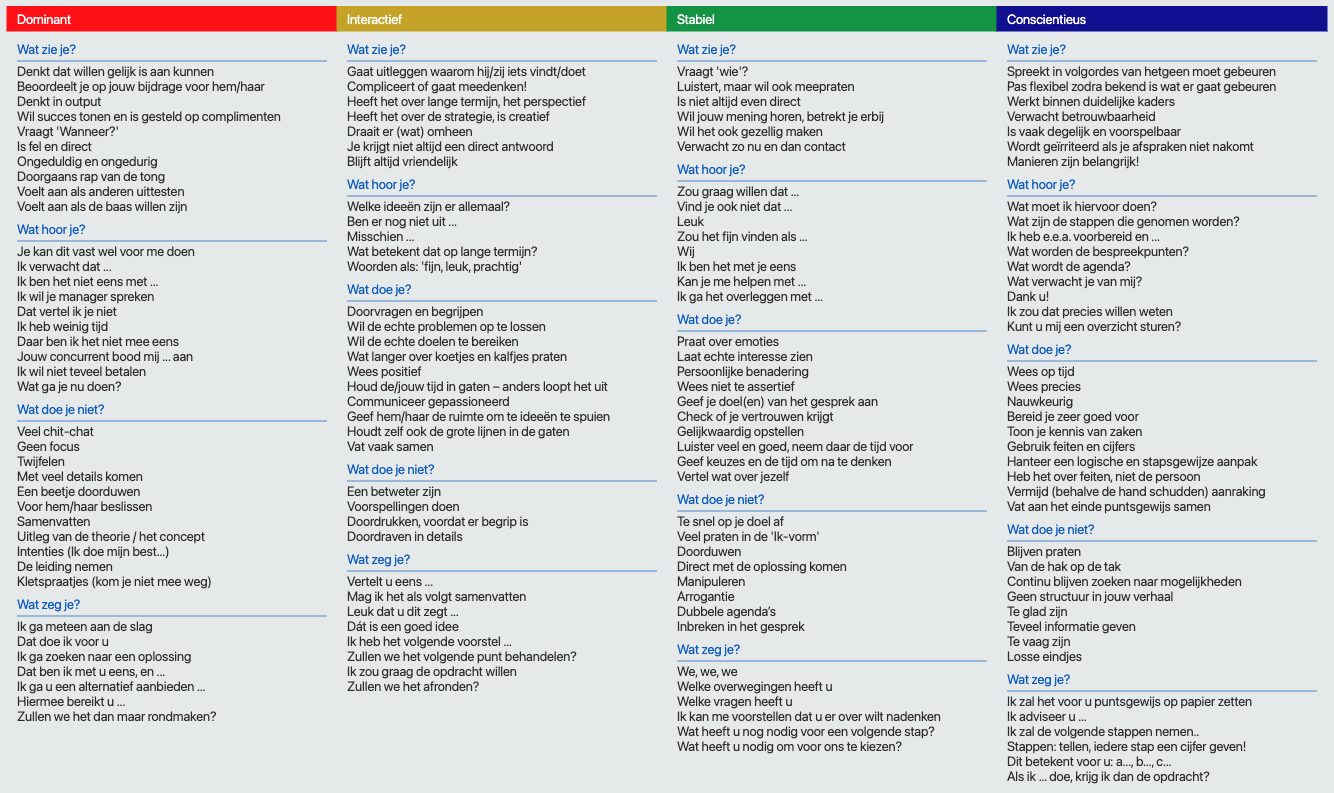 Dominant
Wat zie je?
Denkt dat willen gelijk is aan kunnen
Beoordeelt je op jouw bijdrage voor hem/haar
Denkt in output
Wil succes tonen en is gesteld op complimenten
Vraagt 'Wanneer?'
Is fel en direct
Ongeduldig en ongedurig
Doorgaans rap van de tong
Voelt aan als anderen uittesten
Voelt aan als de baas willen zijn
Wat hoor je?
Je kan dit vast wel voor me doen
Ik verwacht dat ...
Ik ben het niet eens met ...
Ik wil je manager spreken
Dat vertel ik je niet
Ik heb weinig tijd
Daar ben ik het niet mee eens
Jouw concurrent bood mij ... aan
Ik wil niet teveel betalen
Wat ga je nu doen?
Wat doe je niet?
Veel chit-chat
Geen focus
Twijfelen
Met veel details komen
Een beetje doorduwen
Voor hem/haar beslissen
Samenvatten
Uitleg van de theorie / het concept
Intenties (Ik doe mijn best...)
De leiding nemen
Kletspraatjes (kom je niet mee weg)
Wat zeg je?
Ik ga meteen aan de slag
Dat doe ik voor u
Ik ga zoeken naar een oplossing
Dat ben ik met u eens, en ...
Ik ga u een alternatief aanbieden ...
Hiermee bereikt u ...
Zullen we het dan maar rondmaken?
Interactief
Wat zie je?
Gaat uitleggen waarom hij/zij iets vindt/doet
Compliceert of gaat meedenken!
Heeft het over lange termijn, het perspectief
Heeft het over de strategie, is creatief
Draait er (wat) omheen
Je krijgt niet altijd een direct antwoord
Blijft altijd vriendelijk
Wat hoor je?
Welke ideeën zijn er allemaal?
Ben er nog niet uit ...
Misschien ...
Wat betekent dat op lange termijn?
Woorden als: 'fijn, leuk, prachtig'
Wat doe je?
Doorvragen en begrijpen
Wil de echte problemen op te lossen
Wil de echte doelen te bereiken
Wat langer over koetjes en kalfjes praten
Wees positief
Houd de/jouw tijd in gaten – anders loopt het uit
Communiceer gepassioneerd
Geef hem/haar de ruimte om te ideeën te spuien
Houdt zelf ook de grote lijnen in de gaten
Vat vaak samen
Wat doe je niet?
Een betweter zijn
Voorspellingen doen
Doordrukken, voordat er begrip is
Doordraven in details
Wat zeg je?
Vertelt u eens ...
Mag ik het als volgt samenvatten
Leuk dat u dit zegt ...
Dát is een goed idee
Ik heb het volgende voorstel ...
Zullen we het volgende punt behandelen?
Ik zou graag de opdracht willen
Zullen we het afronden?
Stabiel
Wat zie je?
Vraagt 'wie'?
Luistert, maar wil ook meepraten
Is niet altijd even direct
Wil jouw mening horen, betrekt je erbij
Wil het ook gezellig maken
Verwacht zo nu en dan contact
Wat hoor je?
Zou graag willen dat ...
Vind je ook niet dat ...
Leuk
Zou het fijn vinden als ...
Wij
Ik ben het met je eens
Kan je me helpen met ...
Ik ga het overleggen met ...
Wat doe je?
Praat over emoties
Laat echte interesse zien
Persoonlijke benadering
Wees niet te assertief
Geef je doel(en) van het gesprek aan
Check of je vertrouwen krijgt
Gelijkwaardig opstellen
Luister veel en goed, neem daar de tijd voor
Geef keuzes en de tijd om na te denken
Vertel wat over jezelf
Wat doe je niet?
Te snel op je doel af
Veel praten in de 'Ik-vorm'
Doorduwen
Direct met de oplossing komen
Manipuleren
Arrogantie
Dubbele agenda's
Inbreken in het gesprek
Wat zeg je?
We, we, we
Welke overwegingen heeft u
Welke vragen heeft u
Ik kan me voorstellen dat u er over wilt nadenken
Wat heeft u nog nodig voor een volgende stap?
Wat heeft u nodig om voor ons te kiezen?
Conscientieus
Wat zie je?
Spreekt in volgordes van hetgeen moet gebeuren
Pas flexibel zodra bekend is wat er gaat gebeuren
Werkt binnen duidelijke kaders
Verwacht betrouwbaarheid
Is vaak degelijk en voorspelbaar
Wordt geïrriteerd als je afspraken niet nakomt
Manieren zijn belangrijk!
Wat hoor je?
Wat moet ik hiervoor doen?
Wat zijn de stappen die genomen worden?
Ik heb e.e.a. voorbereid en ...
Wat worden de bespreekpunten?
Wat wordt de agenda?
Wat verwacht je van mij?
Dank u!
Ik zou dat precies willen weten
Kunt u mij een overzicht sturen?
Wat doe je?
Wees op tijd
Wees precies
Nauwkeurig
Bereid je zeer goed voor
Toon je kennis van zaken
Gebruik feiten en cijfers
Hanteer een logische en stapsgewijze aanpak
Heb het over feiten, niet de persoon
Vermijd (behalve de hand schudden) aanraking
Vat aan het einde puntsgewijs samen
Wat doe je niet?
Blijven praten
Van de hak op de tak
Continu blijven zoeken naar mogelijkheden
Geen structuur in jouw verhaal
Te glad zijn
Teveel informatie geven
Te vaag zijn
Losse eindjes
Wat zeg je?
Ik zal het voor u puntsgewijs op papier zetten
Ik adviseer u ...
Ik zal de volgende stappen nemen..
Stappen: tellen, iedere stap een cijfer geven!
Dit betekent voor u: a..., b..., c...
Als ik ... doe, krijg ik dan de opdracht?